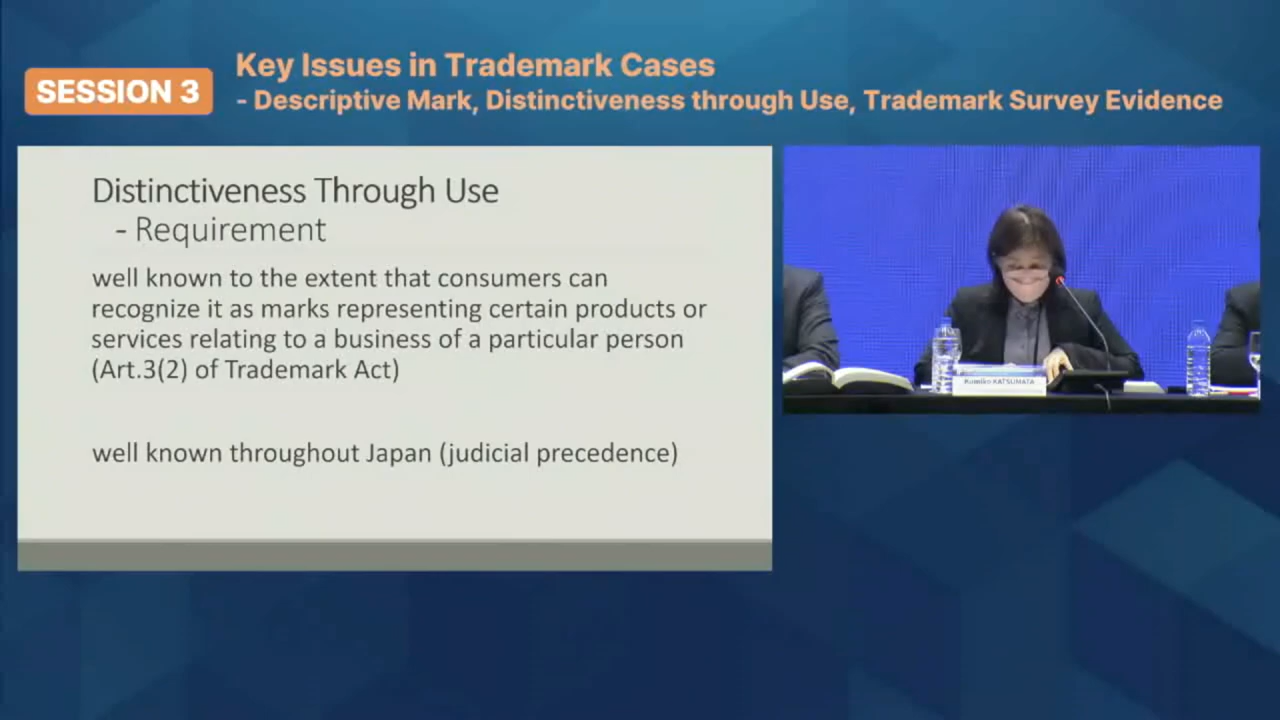 SESSION 3
Key Issues in Trademark Cases
- Descriptive Mark, Distinctiveness through Use, Trademark Survey Evidence
Distinctiveness Through Use
- Requirement
well known to the extent that consumers can
recognize it as marks representing certain products or
services relating to a business of a particular person
(Art.3(2) of Trademark Act)
well known throughout Japan (judicial precedence)
Kumiko KATSUMATA